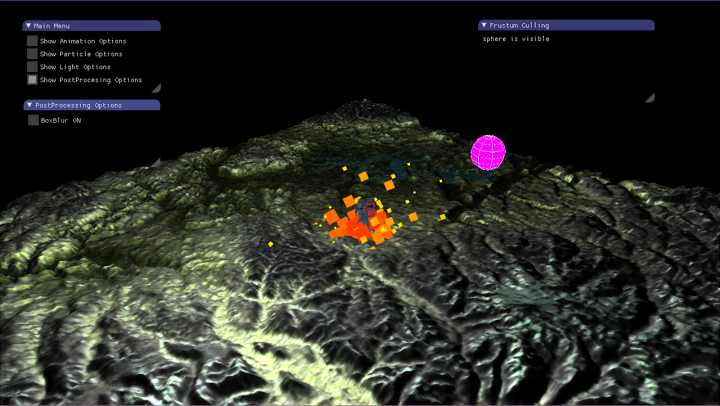 Main Menu
Show Animation Options
Show Particle Options
Show Light Options
Show PostProcesing Options
PostProcessing Options
BoxBlur ON
Frustum Culling
sphere is visible